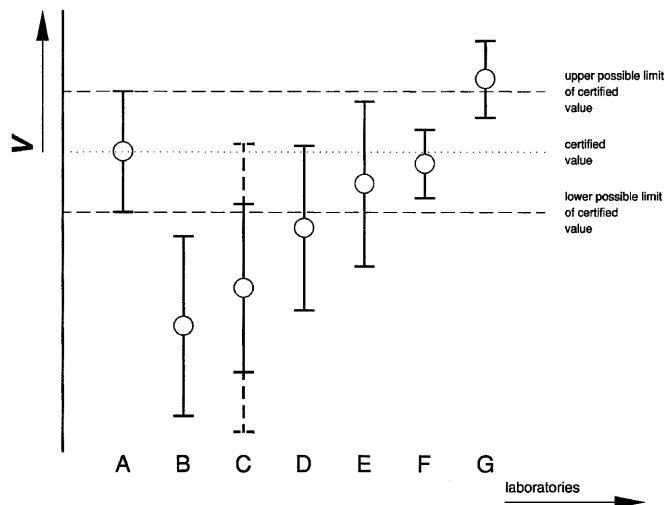 upper possible limit
of certified
value
V
certified
value
lower possible limit
of certified
value
A B C D E F G
laboratories